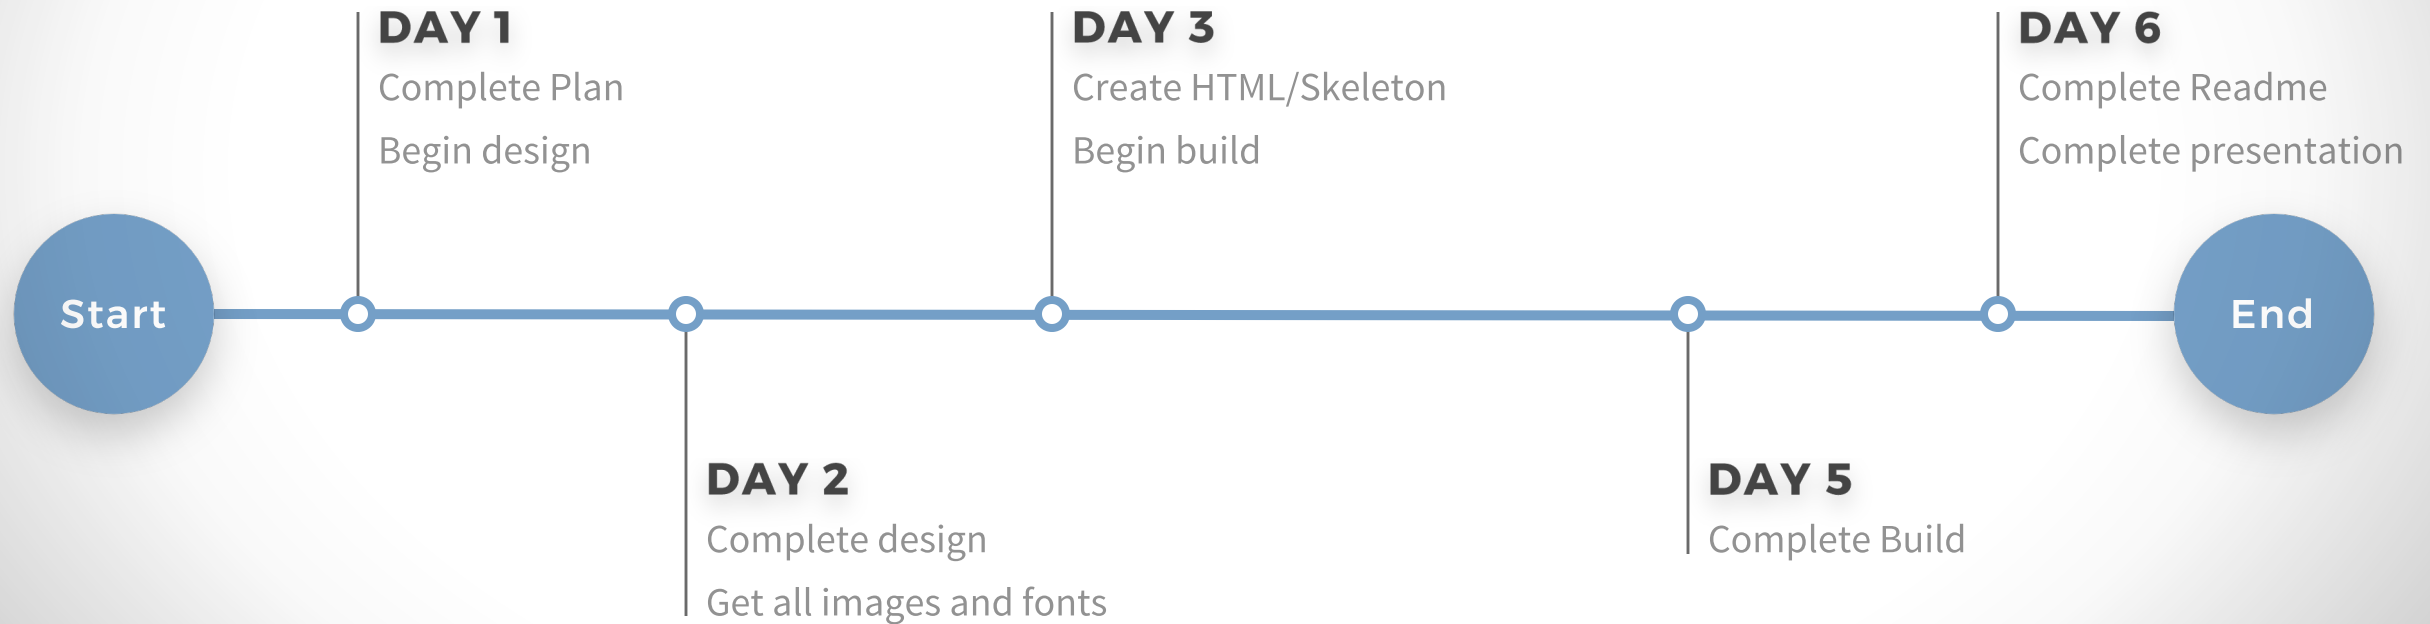 Start
DAY 1
Complete Plan
Begin design
DAY 2
Complete design
Get all images and fonts
DAY 3
Create HTML/Skeleton
Begin build
DAY 5
Complete Build
DAY 6
Complete Readme
Complete presentation
End